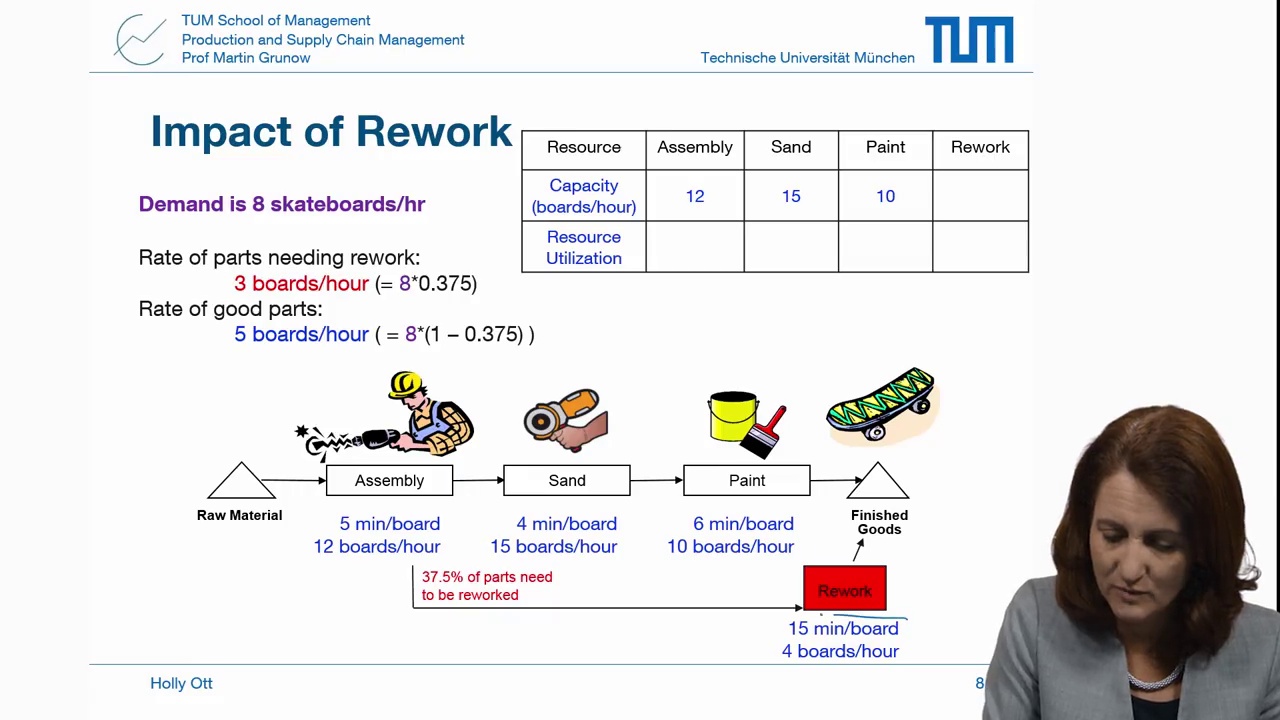 TUM School of Management
Production and Supply Chain Management
Prof Martin Grunow
Technische Universität München
TUM
Impact of Rework
Resource Assembly Sand Paint Rework
Capacity (boards/hour) 12 15 10
Resource Utilization
Demand is 8 skateboards/hr
Rate of parts needing rework:
3 boards/hour (= 8*0.375)
Rate of good parts:
5 boards/hour ( = 8*(1 – 0.375) )
Assembly
Sand
Paint
Raw Material
Finished
Goods
5 min/board
12 boards/hour
4 min/board
15 boards/hour
6 min/board
10 boards/hour
37.5% of parts need
to be reworked
Rework
15 min/board
4 boards/hour
Holly Ott
8